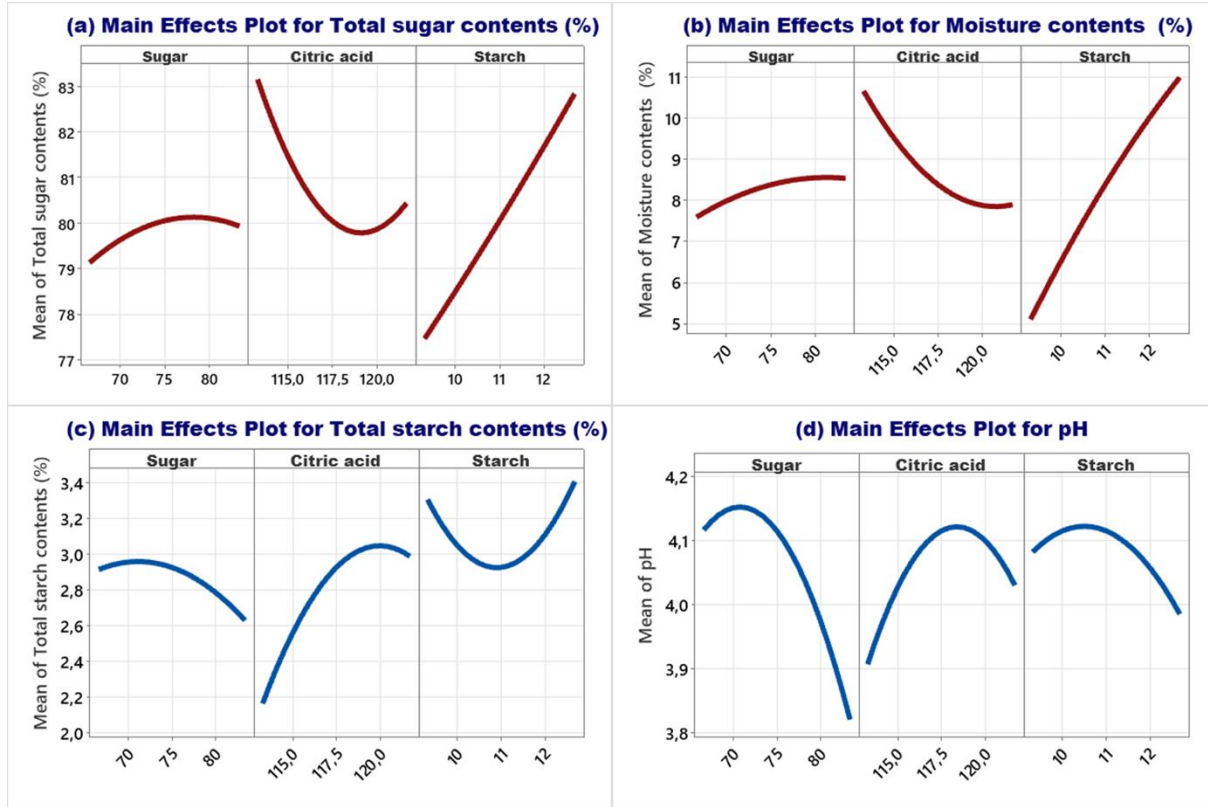 (a) Main Effects Plot for Total sugar contents (%)
Sugar Citric acid Starch
Mean of Total sugar contents (%)
83
82
81
80
79
78
77
70 75 80 115,0 117,5 120,0 10 11 12
(b) Main Effects Plot for Moisture contents (%)
Sugar Citric acid Starch
Mean of Moisture contents (%)
11
10
9
8
7
6
5
70 75 80 115,0 117,5 120,0 10 11 12
(c) Main Effects Plot for Total starch contents (%)
Sugar Citric acid Starch
Mean of Total starch contents (%)
3,4
3,2
3,0
2,8
2,6
2,4
2,2
2,0
70 75 80 115,0 117,5 120,0 10 11 12
(d) Main Effects Plot for pH
Sugar Citric acid Starch
Mean of pH
4,2
4,1
4,0
3,9
3,8
70 75 80 115,0 117,5 120,0 10 11 12